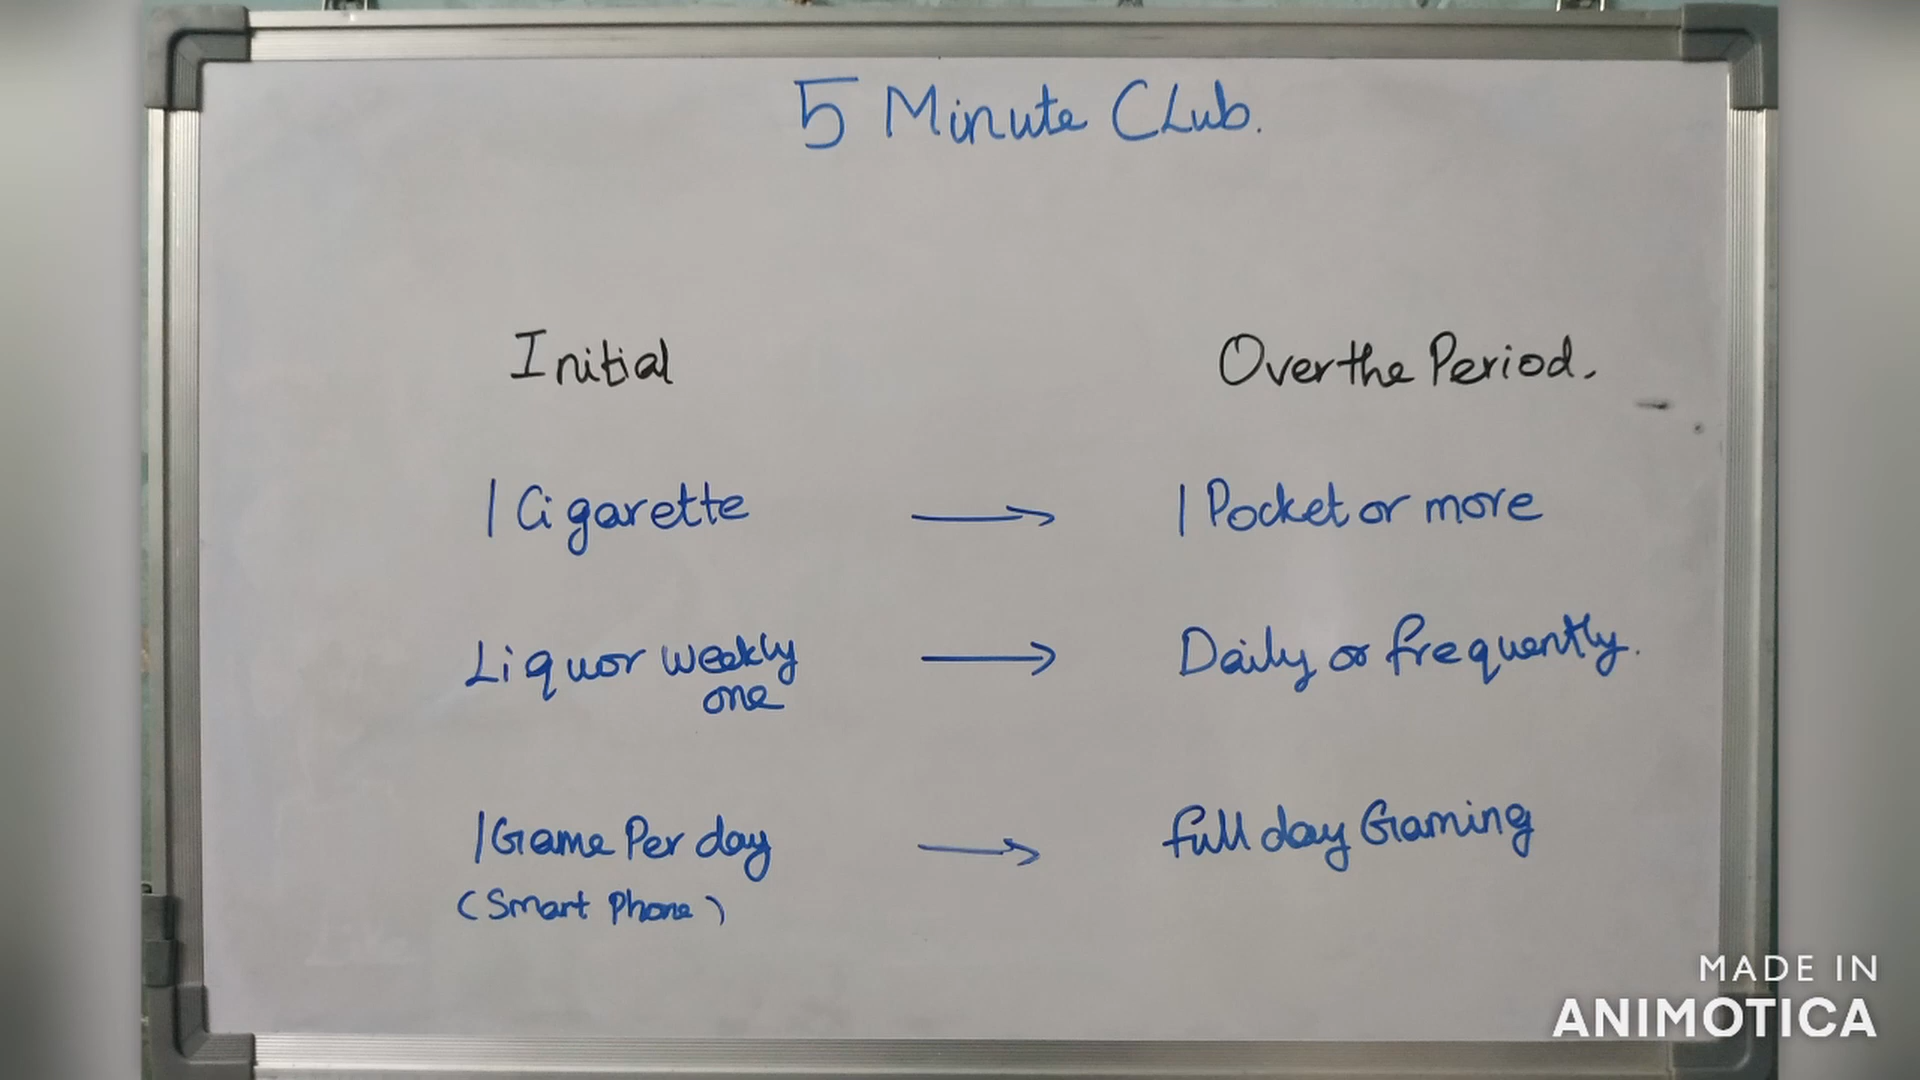 5 Minute Club.
Initial
Over the Period.
1 Cigarette → 1 Pocket or more
Liquor weekly one → Daily or frequently.
1 Game Per day (Smart Phone) → full day Gaming
MADE IN
ANIMOTICA